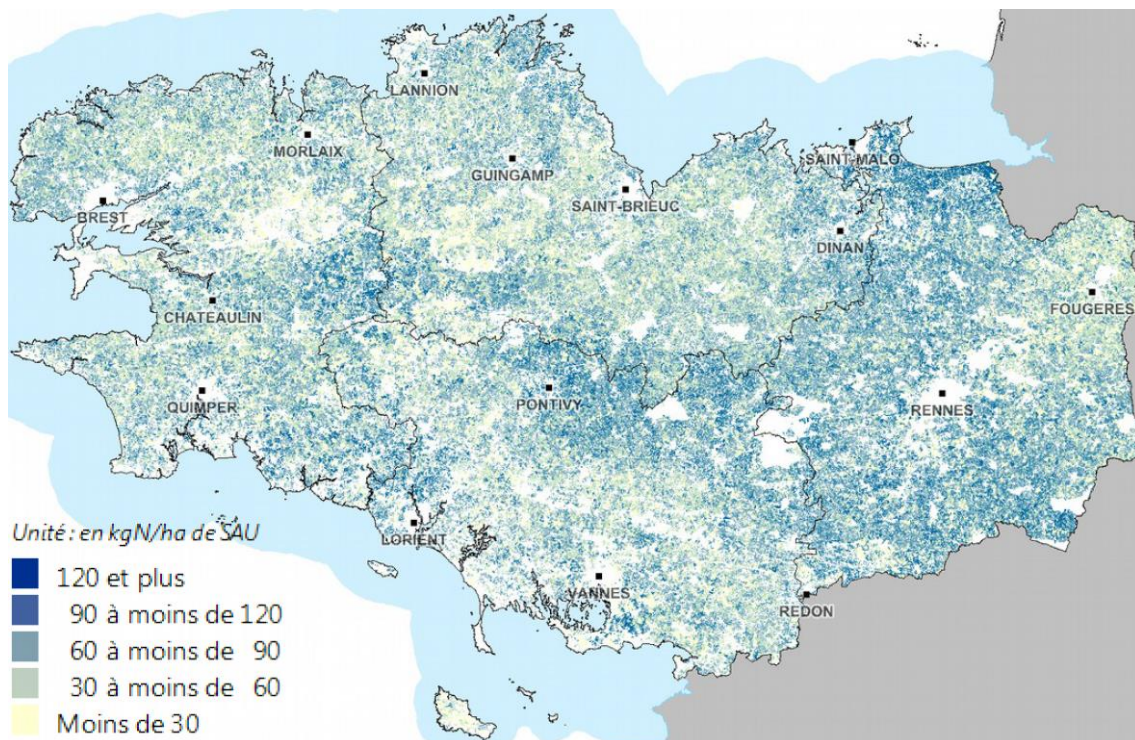 LANNION
MORLAIX
GUINGAMP
SAINT-MALO
BREST
SAINT-BRIEUC
DINAN
CHATEAULIN
FOUGERES
QUIMPER
PONTIVY
RENNES
LORIENT
VANNES
REDON
Unité : en kgN/ha de SAU
120 et plus
90 à moins de 120
60 à moins de 90
30 à moins de 60
Moins de 30